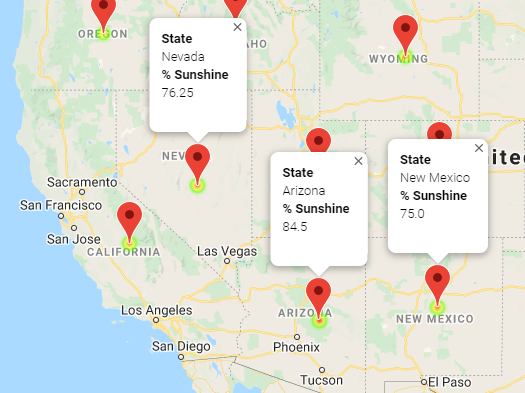 OREGON
AHO
WYOMING
State
Nevada
% Sunshine
76.25
NEV
State
Arizona
% Sunshine
84.5
State
New Mexico
% Sunshine
75.0
ited
Sacramento
San Francisco
San Jose
CALIFORNIA
Las Vegas
Los Angeles
ARIZONA
NEW MEXICO
San Diego
Phoenix
Tucson
El Paso